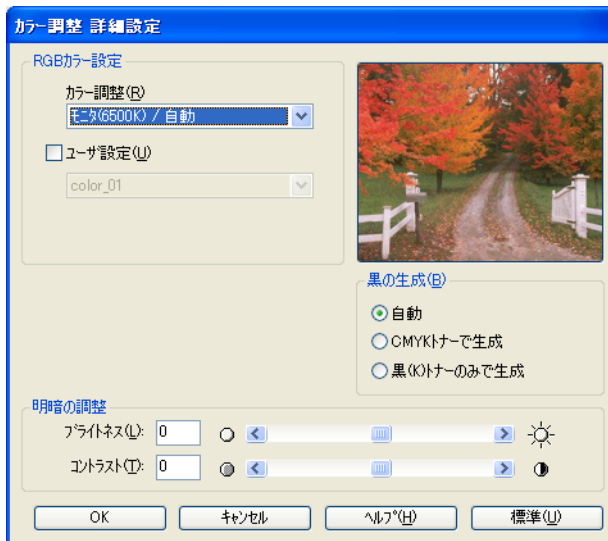 カラー調整 詳細設定
RGBカラー設定
カラー調整(R)
モニタ(6500K) / 自動
ユーザ設定(U)
color_01
黒の生成(B)
自動
CMYKトナーで生成
黒(K)トナーのみで生成
明暗の調整
ブライトネス(L): 0
コントラスト(T): 0
OK
キャンセル
ヘルプ(H)
標準(U)